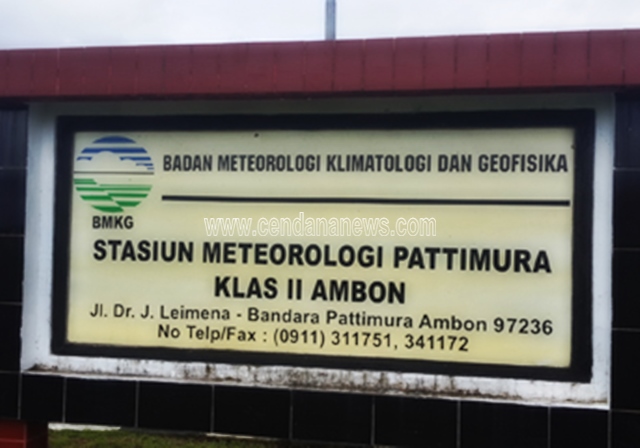 BADAN METEOROLOGI KLIMATOLOGI DAN GEOFISIKA
BMKG
www.cendananews.com
STASIUN METEOROLOGI PATTIMURA
KLAS II AMBON
Jl. Dr. J. Leimena - Bandara Pattimura Ambon 97236
No Telp/Fax : (0911) 311751, 341172